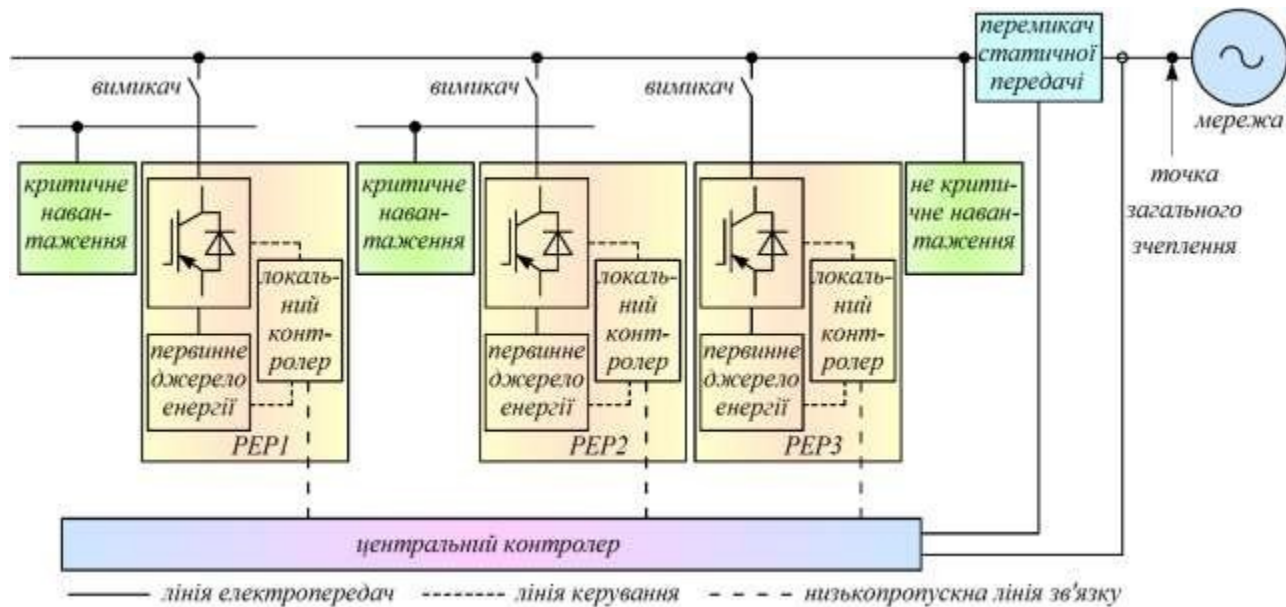 перемикач
статичної
передачі
мережа
вимикач
вимикач
вимикач
критичне
наван-
таження
критичне
наван-
таження
не крити-
чне наван-
таження
точка
загального
зчеплення
локаль-
ний
конт-
ролер
первинне
джерело
енергії
РЕР1
локаль-
ний
конт-
ролер
первинне
джерело
енергії
РЕР2
локаль-
ний
конт-
ролер
первинне
джерело
енергії
РЕР3
центральний контролер
лінія електропередач
лінія керування
низькопропускна лінія зв'язку